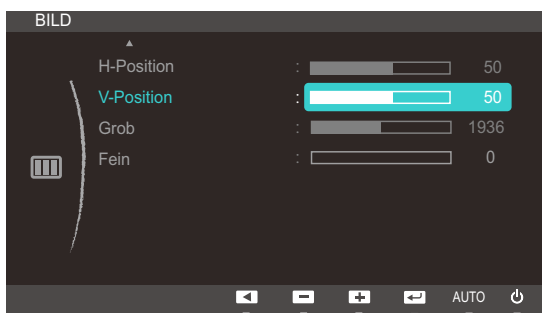 BILD
H-Position : 50
V-Position : 50
Grob : 1936
Fein : 0
AUTO